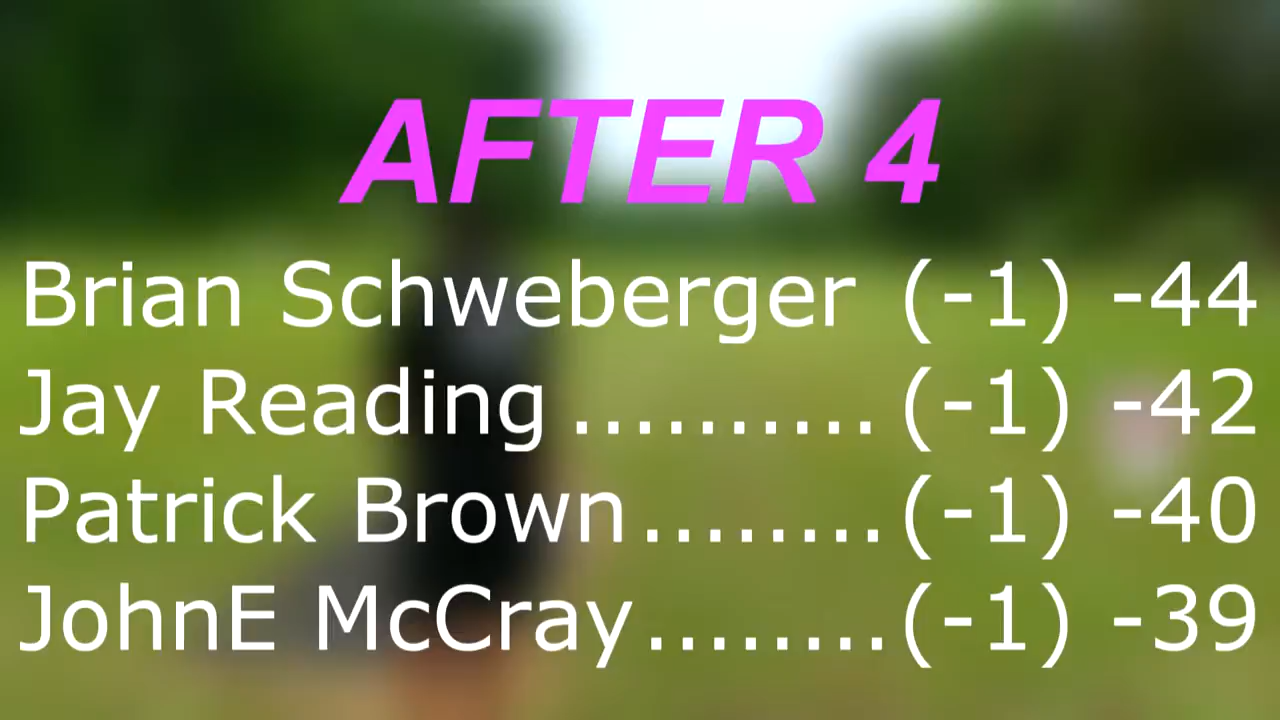 AFTER 4
Brian Schweberger (-1) -44
Jay Reading .......... (-1) -42
Patrick Brown ........ (-1) -40
JohnE McCray ........ (-1) -39